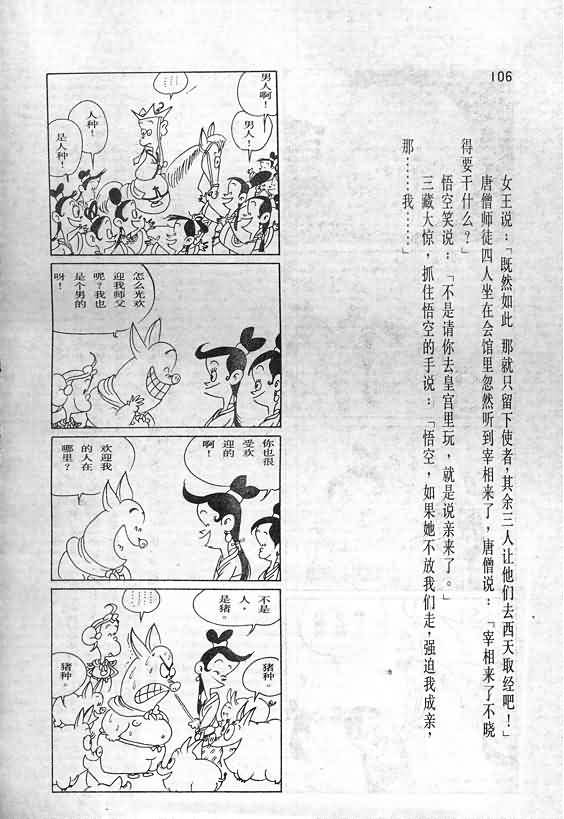 106
女王说:「既然如此 那就只留下使者,其余三人让他们去西天取经吧!」
唐僧师徒四人坐在会馆里忽然听到宰相来了,唐僧说:「宰相来了不晓
得要干什么?」
悟空笑说:「不是请你去皇宫里玩,就是说亲来了。」
三藏大惊,抓住悟空的手说:「悟空,如果她不放我们走,强迫我成亲,
那……我……」
男人啊!
男人!
……
人种!
是人种!
怎么光欢
迎我师父
呢?我也
是个男的
呀!
你也很
受欢
迎的
啊!
欢迎我
的人在
哪里?
不是
人,
是猪。
……
猪种。
猪种。